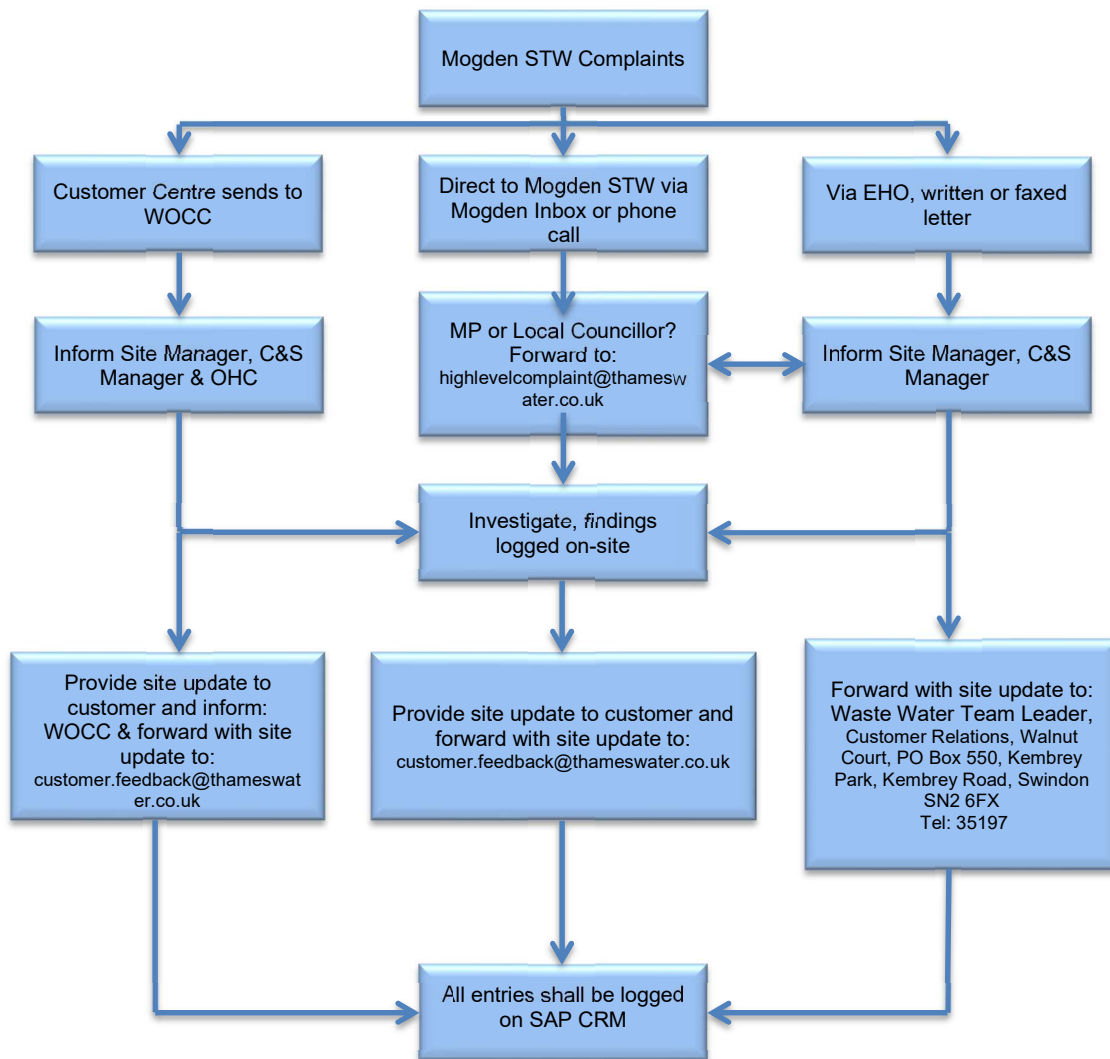 Mogden STW Complaints
Customer Centre sends to
WOCC
Direct to Mogden STW via
Mogden Inbox or phone
call
Via EHO, written or faxed
letter
Inform Site Manager, C&S
Manager & OHC
MP or Local Councillor?
Forward to:
highlevelcomplaint@thamesw
ater.co.uk
Inform Site Manager, C&S
Manager
Investigate, findings
logged on-site
Provide site update to
customer and inform:
WOCC & forward with site
update to:
customer.feedback@thameswat
er.co.uk
Provide site update to customer and
forward with site update to:
customer.feedback@thameswater.co.uk
Forward with site update to:
Waste Water Team Leader,
Customer Relations, Walnut
Court, PO Box 550, Kembrey
Park, Kembrey Road, Swindon
SN2 6FX
Tel: 35197
All entries shall be logged
on SAP CRM